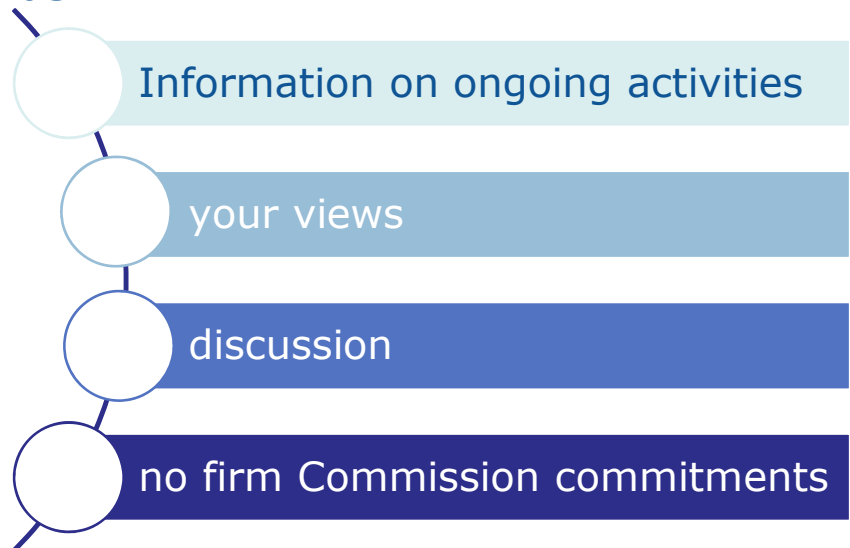 Information on ongoing activities
your views
discussion
no firm Commission commitments